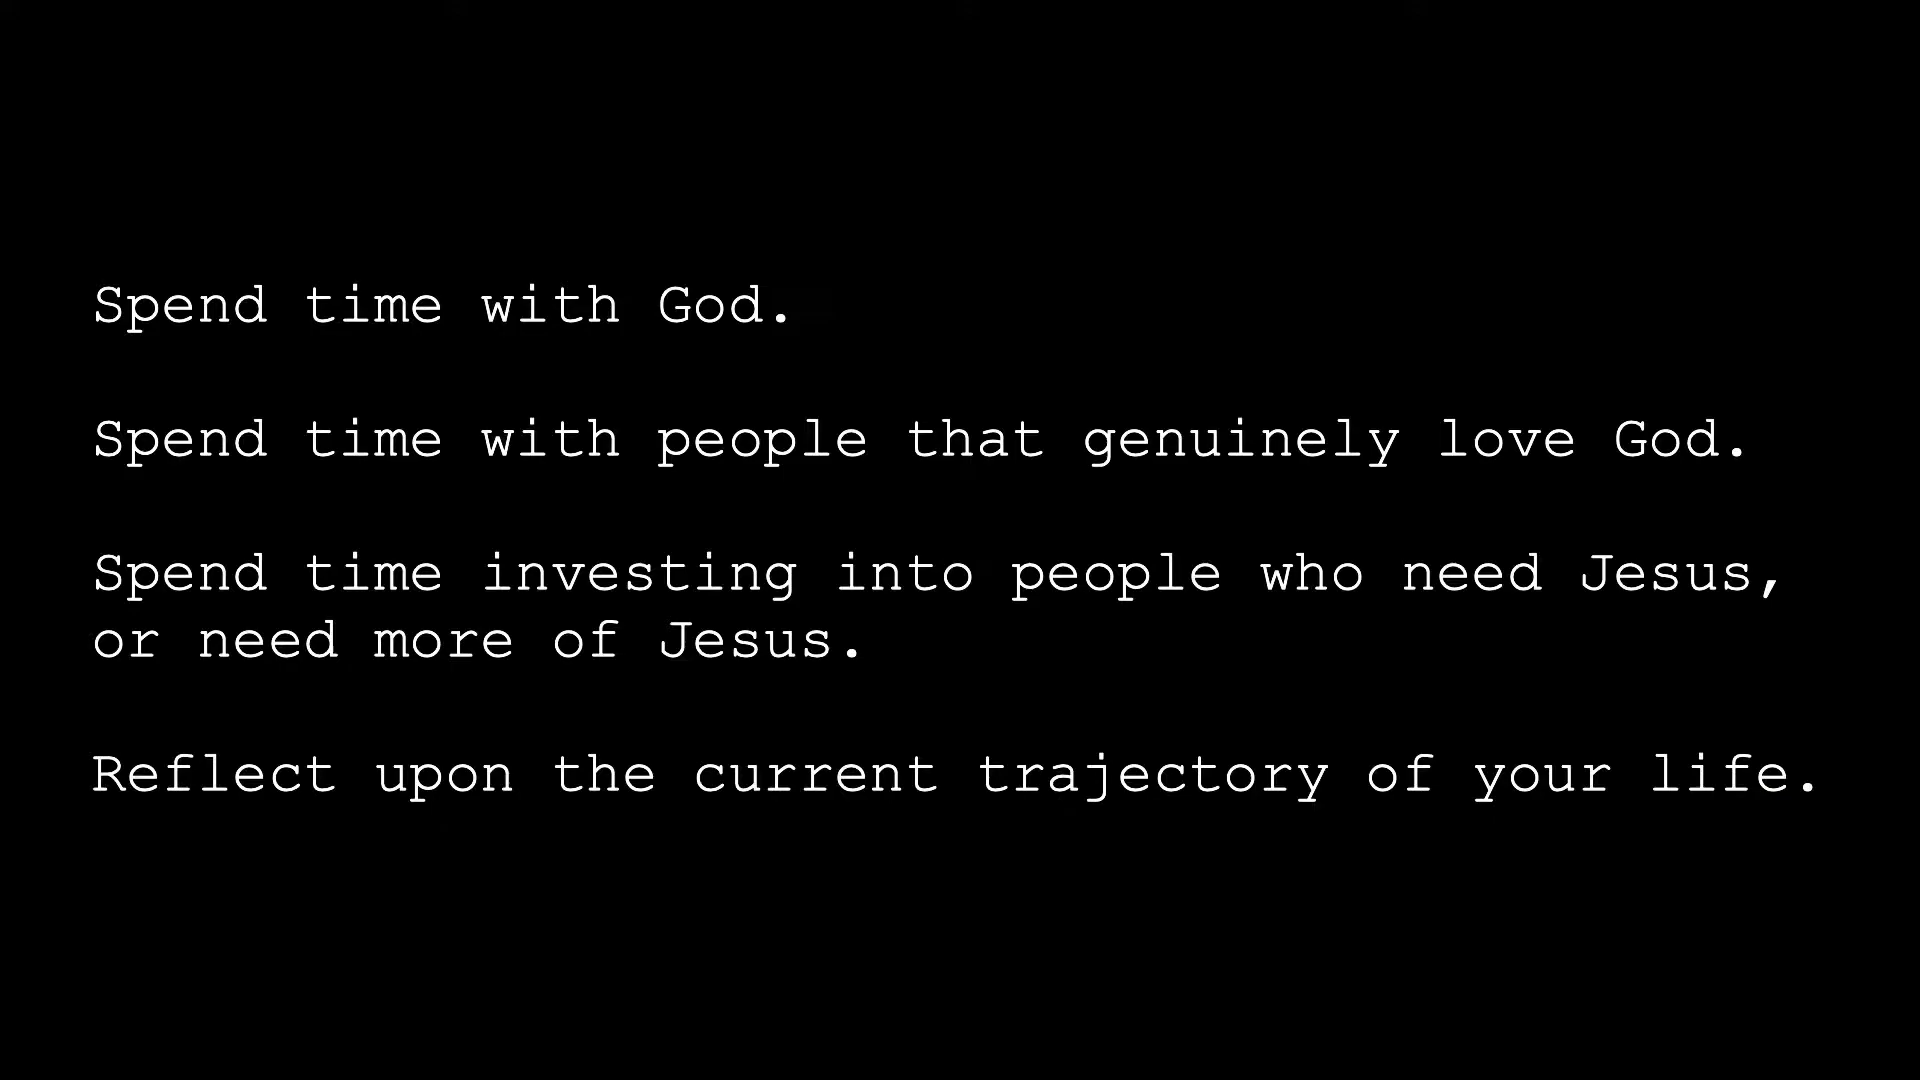 Spend time with God.
Spend time with people that genuinely love God.
Spend time investing into people who need Jesus,
or need more of Jesus.
Reflect upon the current trajectory of your life.